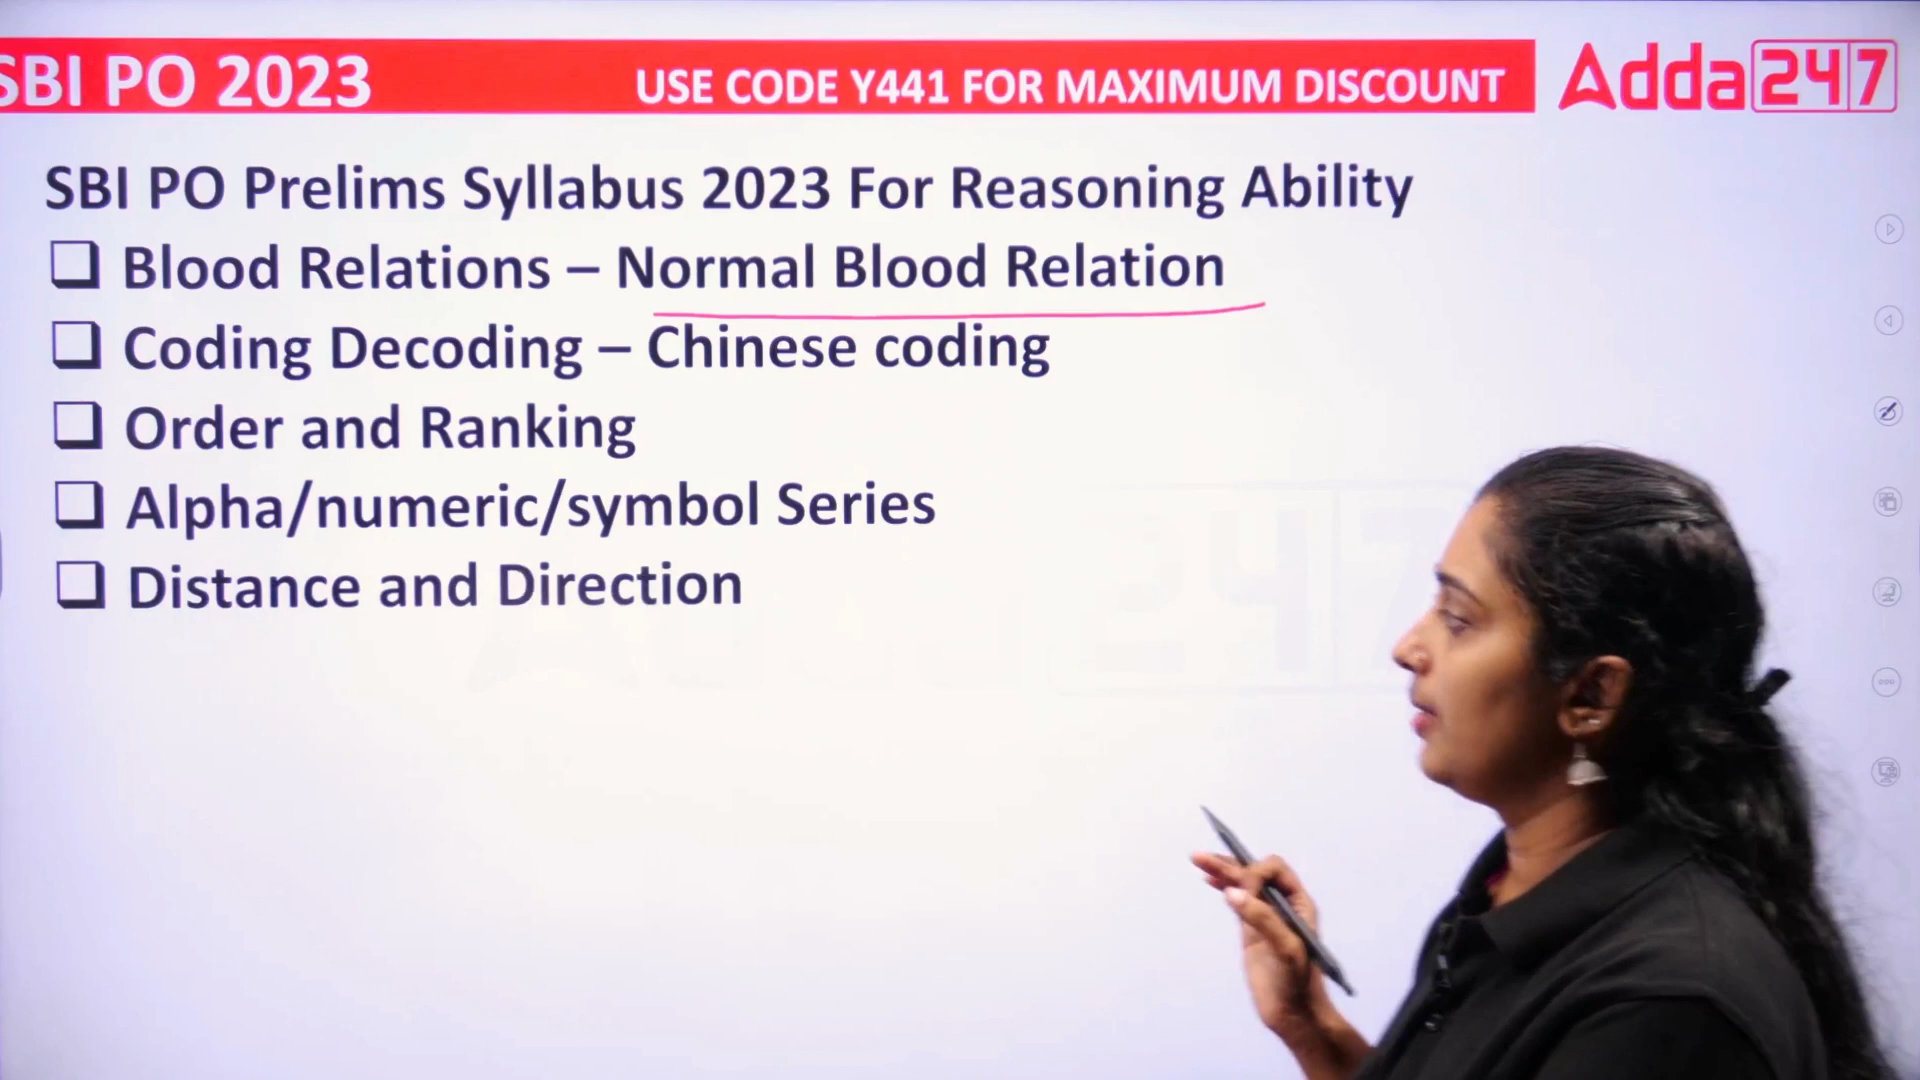 SBI PO 2023
USE CODE Y441 FOR MAXIMUM DISCOUNT
Adda247
SBI PO Prelims Syllabus 2023 For Reasoning Ability
❑ Blood Relations – Normal Blood Relation
❑ Coding Decoding – Chinese coding
❑ Order and Ranking
❑ Alpha/numeric/symbol Series
❑ Distance and Direction